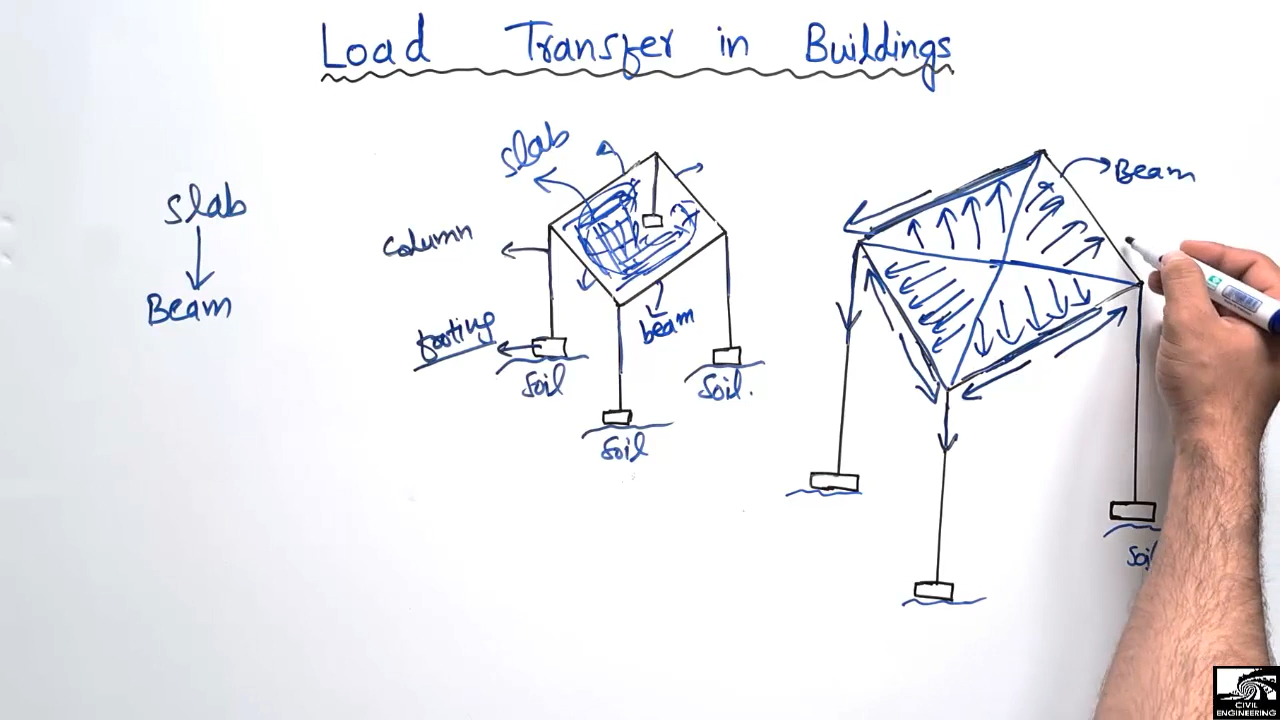 Load Transfer in Buildings
slab
Beam
slab
column
footing
beam
soil
soil
soil.
Beam
soil
CIVIL
ENGINEERING